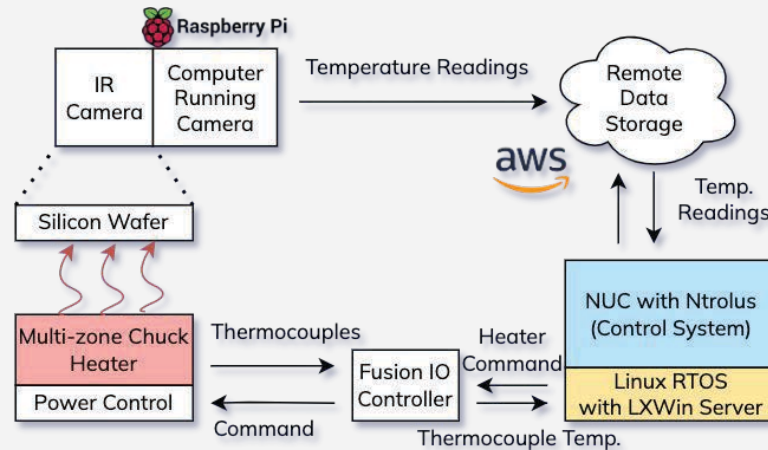 Raspberry Pi
IR
Camera
Computer
Running
Camera
Temperature Readings
Remote
Data
Storage
aws
Temp.
Readings
Silicon Wafer
Multi-zone Chuck
Heater
Power Control
Thermocouples
Command
Fusion IO
Controller
Heater
Command
Thermocouple Temp.
NUC with Ntrolus
(Control System)
Linux RTOS
with LXWin Server